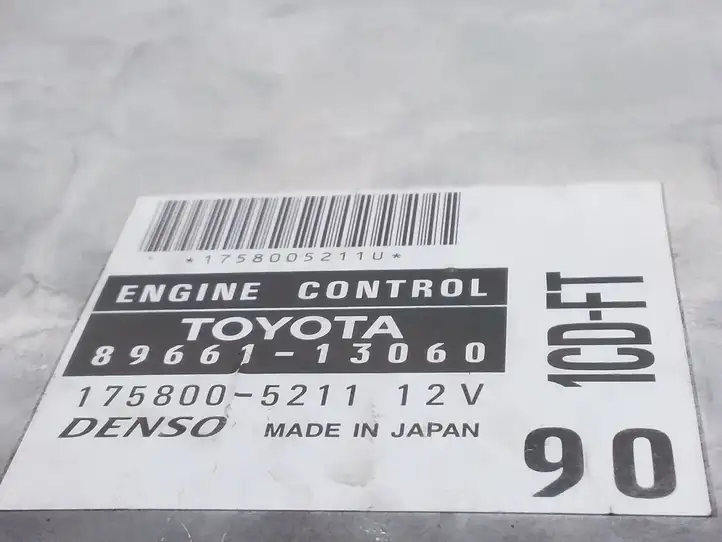 *1758005211U*
ENGINE CONTROL
TOYOTA
89661-13060
175800-5211 12V
DENSO MADE IN JAPAN
1CD-FT
90